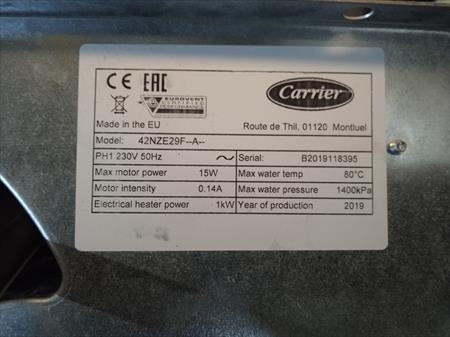 CE EAC
EUROVENT
CERTIFIED
PERFORMANCE
Carrier
Made in the EU
Route de Thil, 01120 Montluel
Model: 42NZE29F--A--
PH1 230V 50Hz ~ Serial: B2019118395
Max motor power 15W Max water temp 80°C
Motor intensity 0.14A Max water pressure 1400kPa
Electrical heater power 1kW Year of production 2019